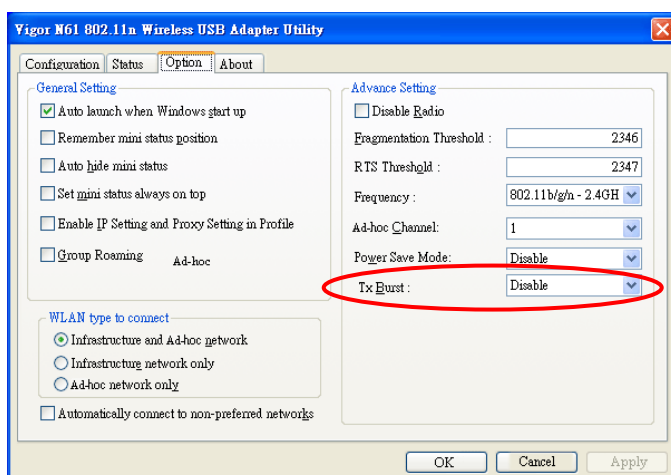 Vigor N61 802.11n Wireless USB Adapter Utility
Configuration Status Option About
General Setting
Auto launch when Windows start up
Remember mini status position
Auto hide mini status
Set mini status always on top
Enable IP Setting and Proxy Setting in Profile
Group Roaming Ad-hoc
WLAN type to connect
Infrastructure and Ad-hoc network
Infrastructure network only
Ad-hoc network only
Automatically connect to non-preferred networks
Advance Setting
Disable Radio
Fragmentation Threshold : 2346
RTS Threshold : 2347
Frequency : 802.11b/g/n - 2.4GH
Ad-hoc Channel: 1
Power Save Mode: Disable
Tx Burst : Disable
OK Cancel Apply